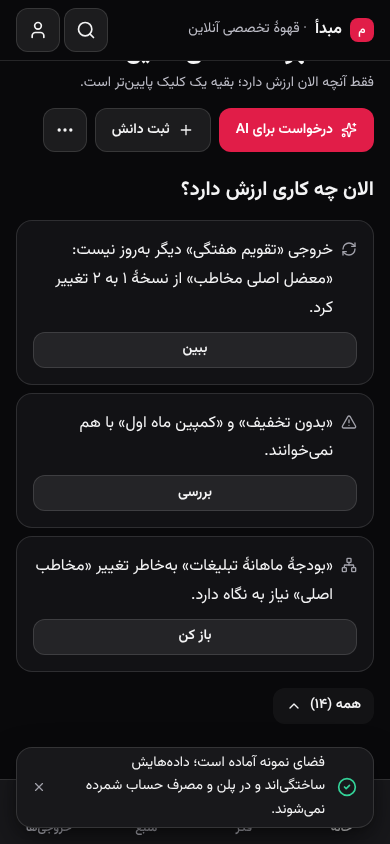 م مبدأ · قهوهٔ تخصصی آنلاین
فقط آنچه الان ارزش دارد؛ بقیه یک کلیک پایین‌تر است.
درخواست برای AI
ثبت دانش
الان چه کاری ارزش دارد؟
خروجی «تقویم هفتگی» دیگر به‌روز نیست:
«معضل اصلی مخاطب» از نسخهٔ ۱ به ۲ تغییر
کرد.
ببین
«بدون تخفیف» و «کمپین ماه اول» با هم
نمی‌خوانند.
بررسی
«بودجهٔ ماهانهٔ تبلیغات» به‌خاطر تغییر «مخاطب
اصلی» نیاز به نگاه دارد.
باز کن
همه (۱۴)
فضای نمونه آماده است؛ داده‌هایش
ساختگی‌اند و در پلن و مصرف حساب شمرده
نمی‌شوند.